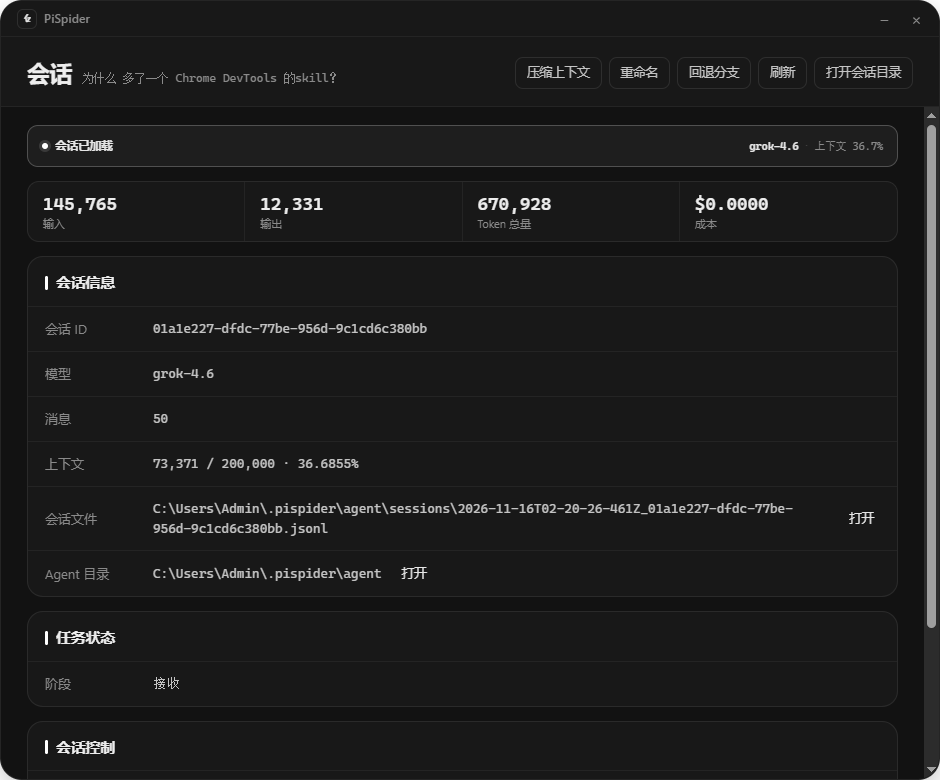 PiSpider
会话 为什么 多了一个 Chrome DevTools 的skill?
压缩上下文 重命名 回退分支 刷新 打开会话目录
会话已加载 grok-4.6 · 上下文 36.7%
145,765 12,331 670,928 $0.0000
输入 输出 Token 总量 成本
会话信息
会话 ID 01a1e227-dfdc-77be-956d-9c1cd6c380bb
模型 grok-4.6
消息 50
上下文 73,371 / 200,000 · 36.6855%
会话文件 C:\Users\Admin\.pispider\agent\sessions\2026-11-16T02-20-26-461Z_01a1e227-dfdc-77be-
956d-9c1cd6c380bb.jsonl 打开
Agent 目录 C:\Users\Admin\.pispider\agent 打开
任务状态
阶段 接收
会话控制